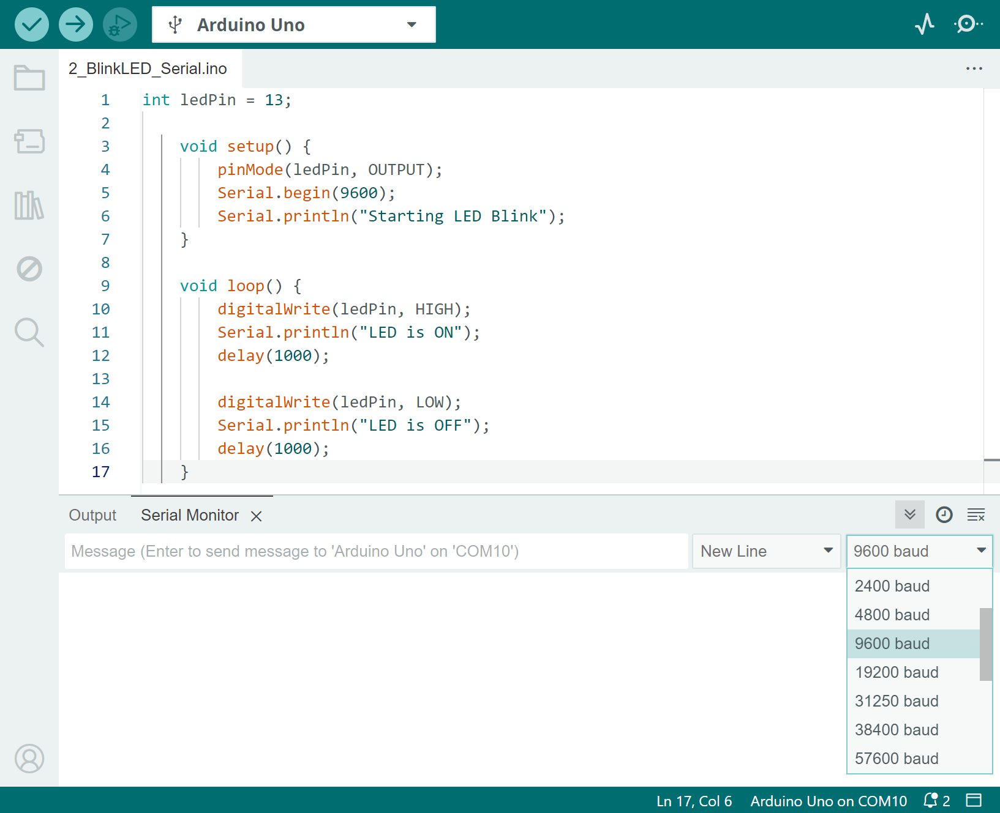 Arduino Uno
2_BlinkLED_Serial.ino
1 int ledPin = 13;
2
3 void setup() {
4 pinMode(ledPin, OUTPUT);
5 Serial.begin(9600);
6 Serial.println("Starting LED Blink");
7 }
8
9 void loop() {
10 digitalWrite(ledPin, HIGH);
11 Serial.println("LED is ON");
12 delay(1000);
13
14 digitalWrite(ledPin, LOW);
15 Serial.println("LED is OFF");
16 delay(1000);
17 }
Output Serial Monitor
Message (Enter to send message to 'Arduino Uno' on 'COM10') New Line 9600 baud
2400 baud
4800 baud
9600 baud
19200 baud
31250 baud
38400 baud
57600 baud
Ln 17, Col 6 Arduino Uno on COM10 2